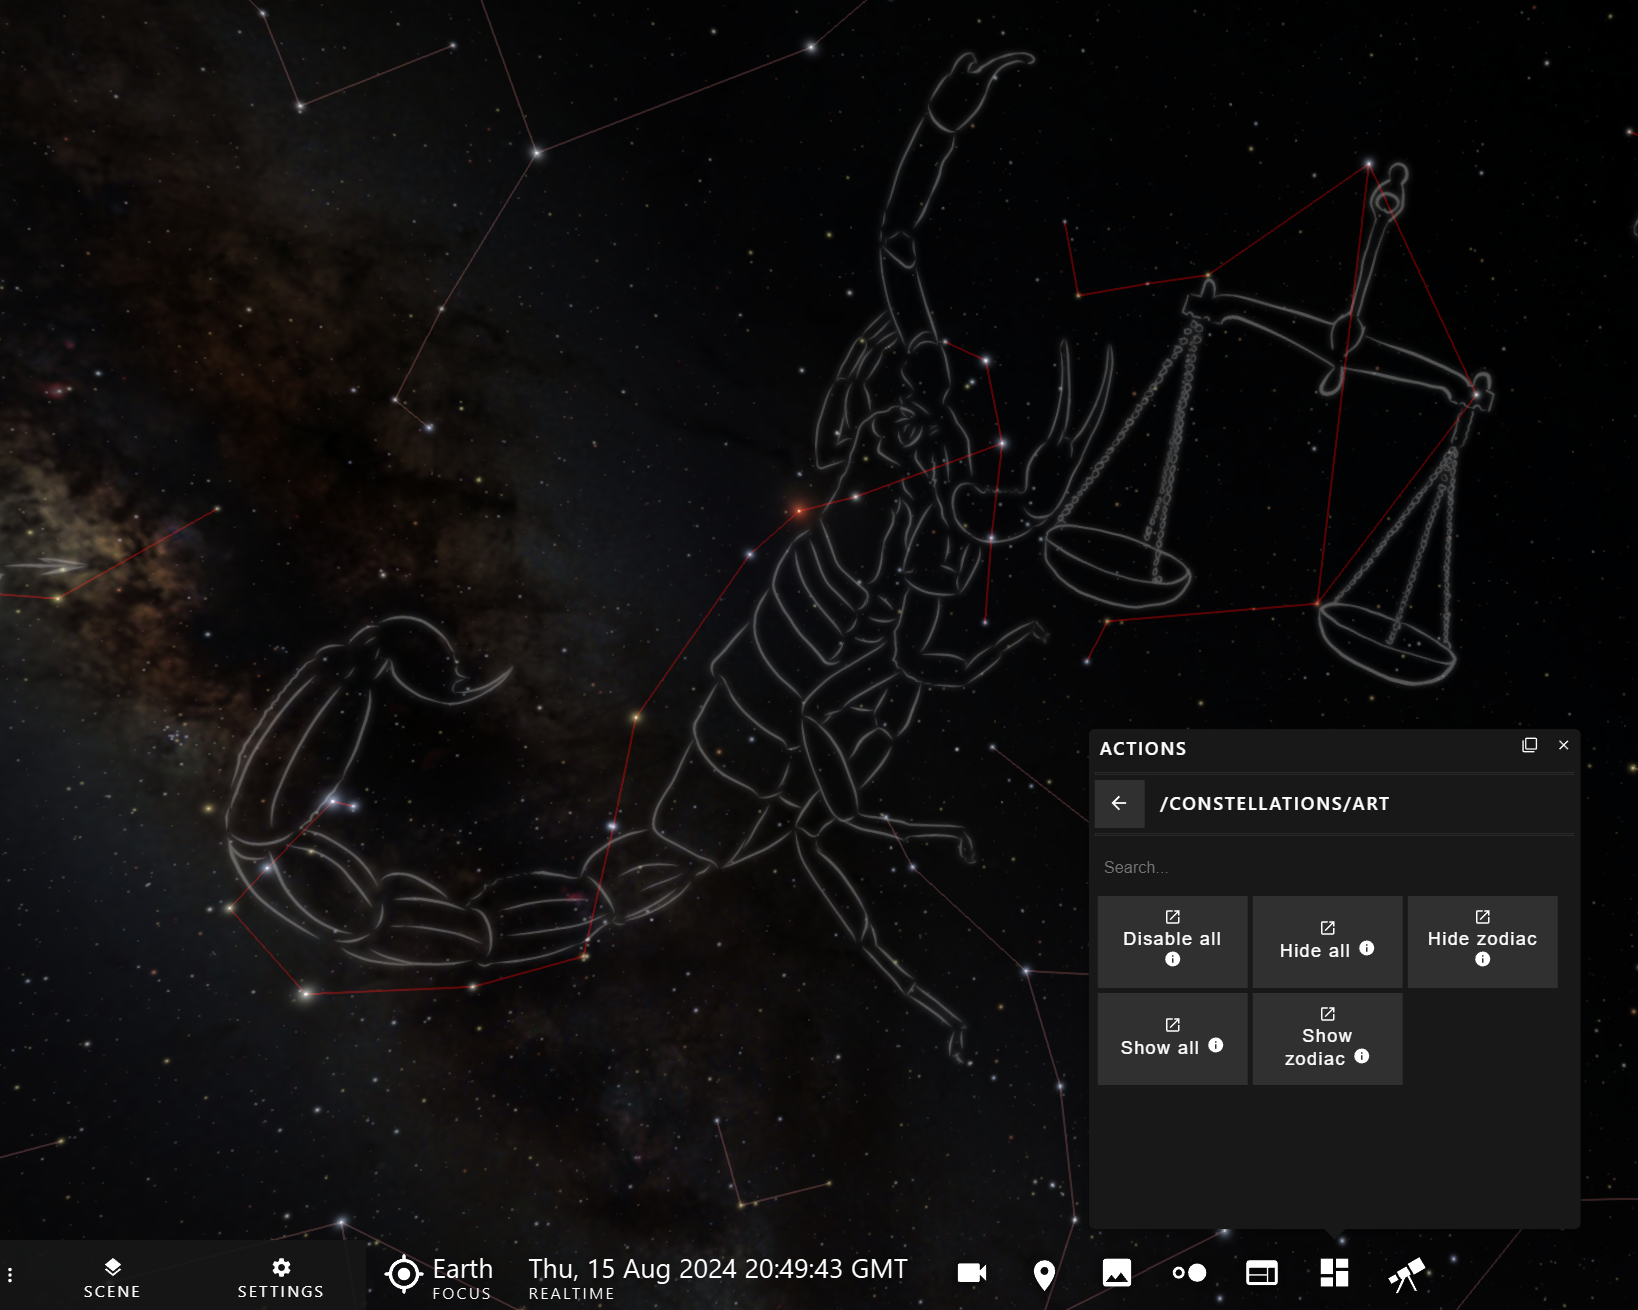 ACTIONS
/CONSTELLATIONS/ART
Search...
Disable all
Hide all
Hide zodiac
Show all
Show
zodiac
SCENE
SETTINGS
Earth
FOCUS
Thu, 15 Aug 2024 20:49:43 GMT
REALTIME